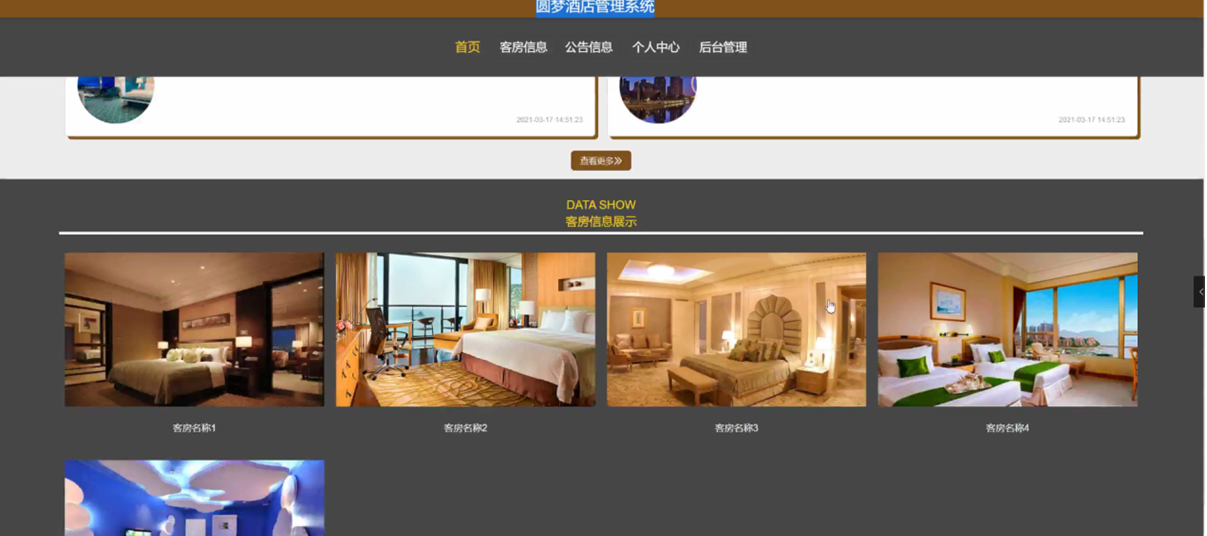 圆梦酒店管理系统
首页 客房信息 公告信息 个人中心 后台管理
2021-03-17 14:51:23 2021-03-17 14:51:23
查看更多
DATA SHOW
客房信息展示
客房名称1 客房名称2 客房名称3 客房名称4